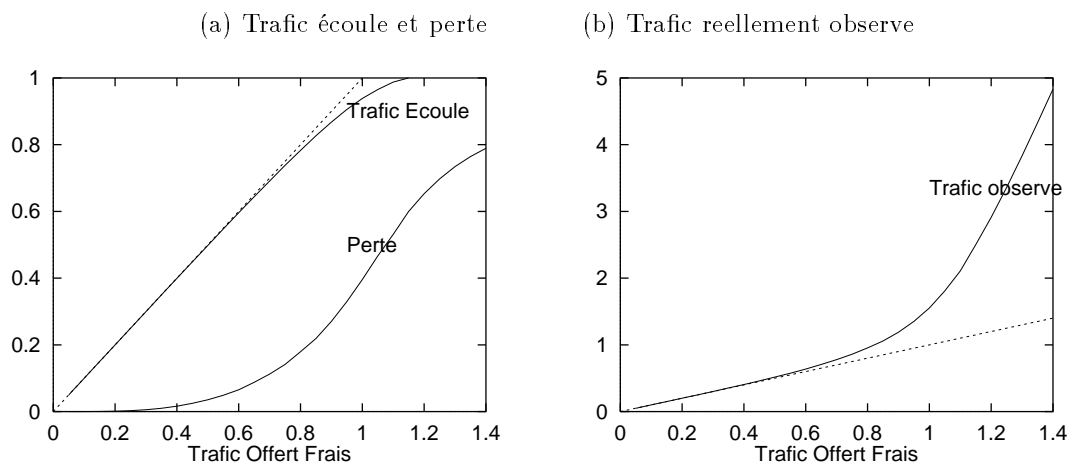 (a) Trafic écoule et perte
(b) Trafic reellement observe
1
0.8
0.6
0.4
0.2
0
Trafic Ecoule
Perte
0 0.2 0.4 0.6 0.8 1 1.2 1.4
Trafic Offert Frais
5
4
3
2
1
0
Trafic observe
0 0.2 0.4 0.6 0.8 1 1.2 1.4
Trafic Offert Frais